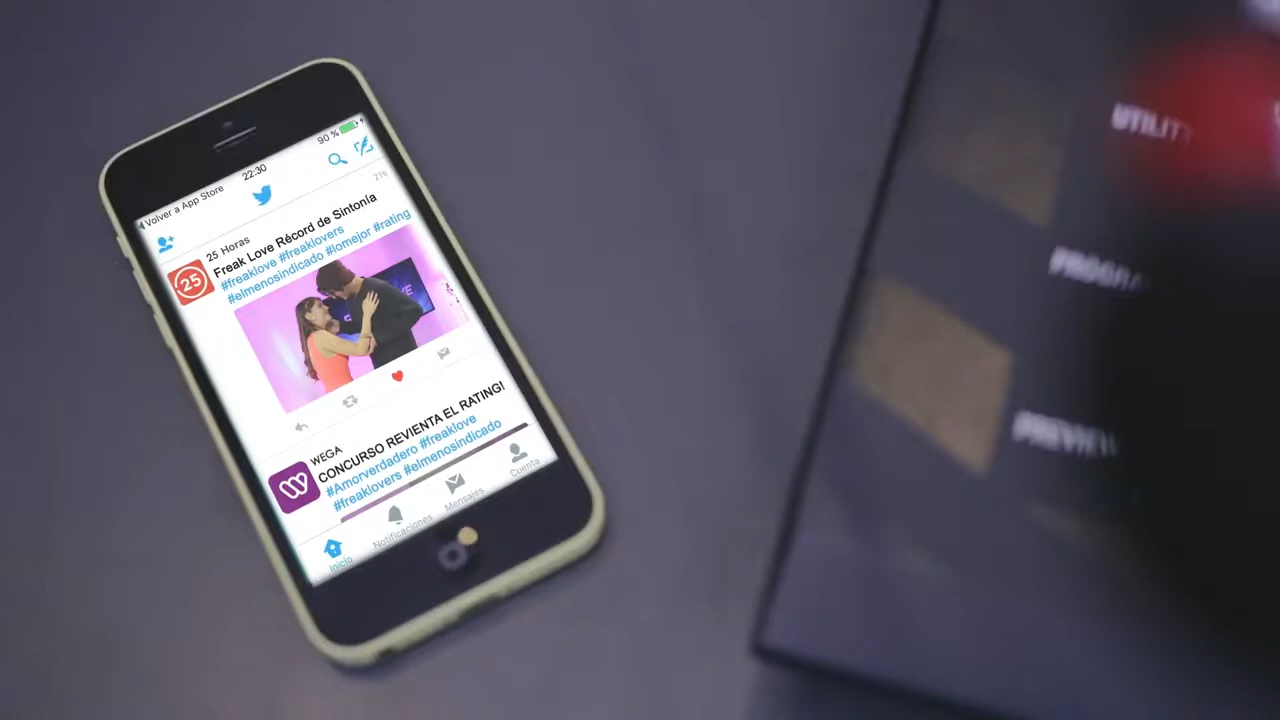 Volver a App Store
22:30
90 %
21s
25 Horas
25
Freak Love Récord de Sintonía
#freaklove #freaklovers
#elmenosindicado #lomejor #rating
WEGA
CONCURSO REVIENTA EL RATING!
#Amorverdadero #freaklove
#freaklovers #elmenosindicado
Inicio
Notificaciones
Mensajes
Cuenta
UTILITY
PREVIEW